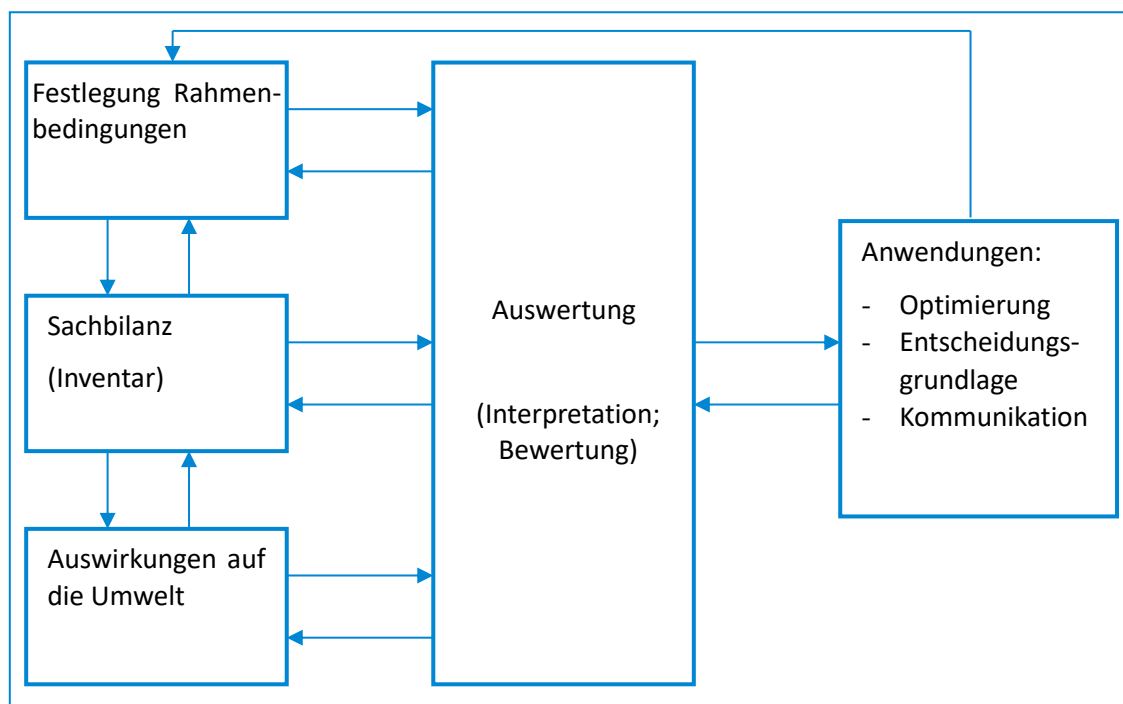 Festlegung Rahmen-
bedingungen
Sachbilanz
(Inventar)
Auswirkungen auf
die Umwelt
Auswertung
(Interpretation;
Bewertung)
Anwendungen:
- Optimierung
- Entscheidungs-
grundlage
- Kommunikation